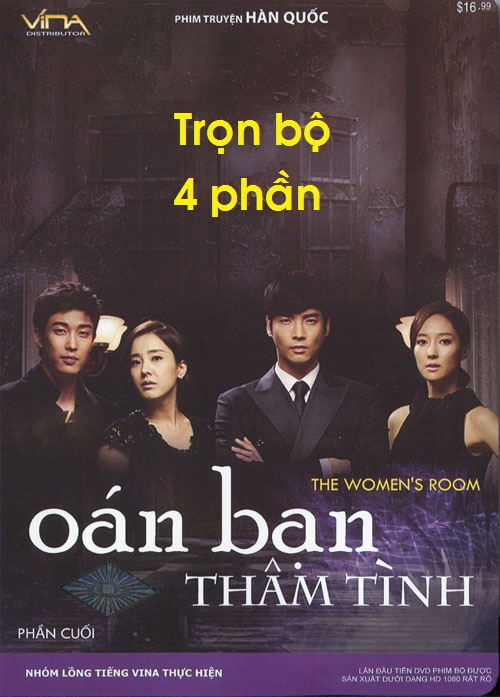 VINA
DISTRIBUTOR
PHIM TRUYỆN HÀN QUỐC
$16.99
Trọn bộ
4 phần
THE WOMEN'S ROOM
oán bạn
THÂM TÌNH
PHẦN CUỐI
NHÓM LỒNG TIẾNG VINA THỰC HIỆN
LẦN ĐẦU TIÊN DVD PHIM BỘ ĐƯỢC
SẢN XUẤT DƯỚI DẠNG HD 1080 RẤT RÕ